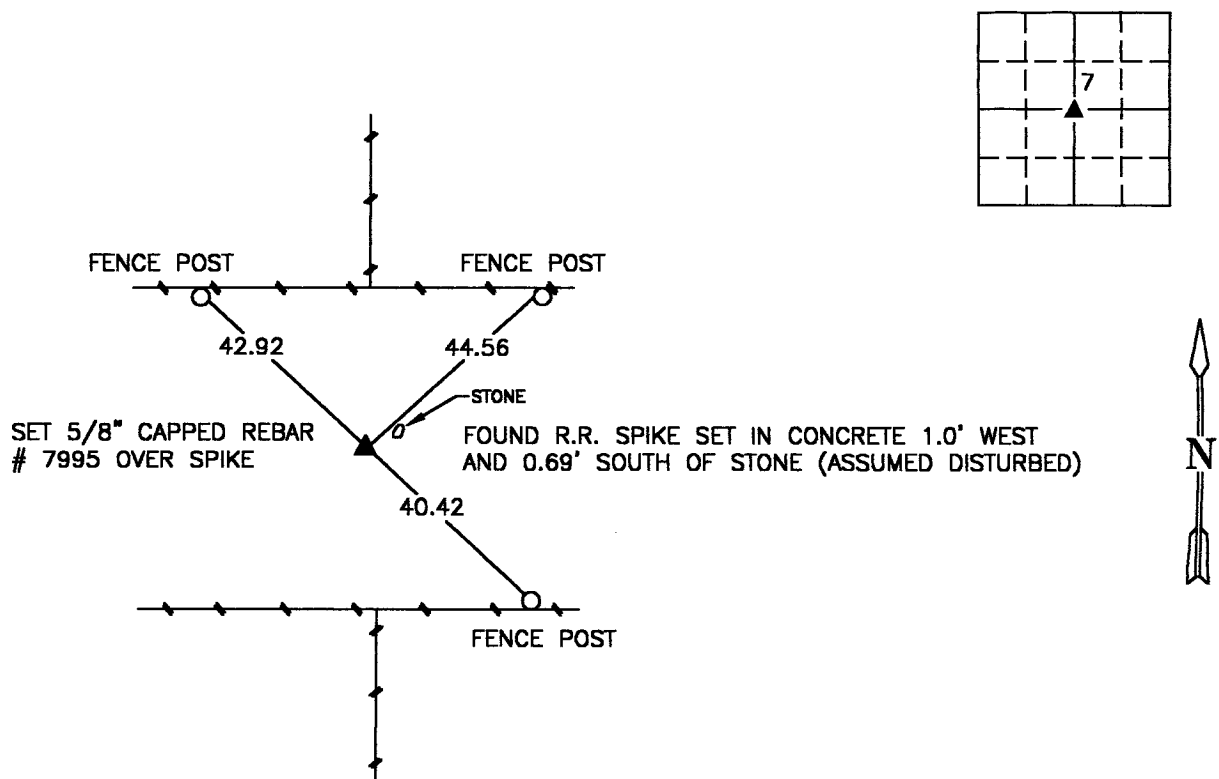 7
FENCE POST
FENCE POST
42.92
44.56
STONE
SET 5/8" CAPPED REBAR
# 7995 OVER SPIKE
FOUND R.R. SPIKE SET IN CONCRETE 1.0' WEST
AND 0.69' SOUTH OF STONE (ASSUMED DISTURBED)
N
40.42
FENCE POST